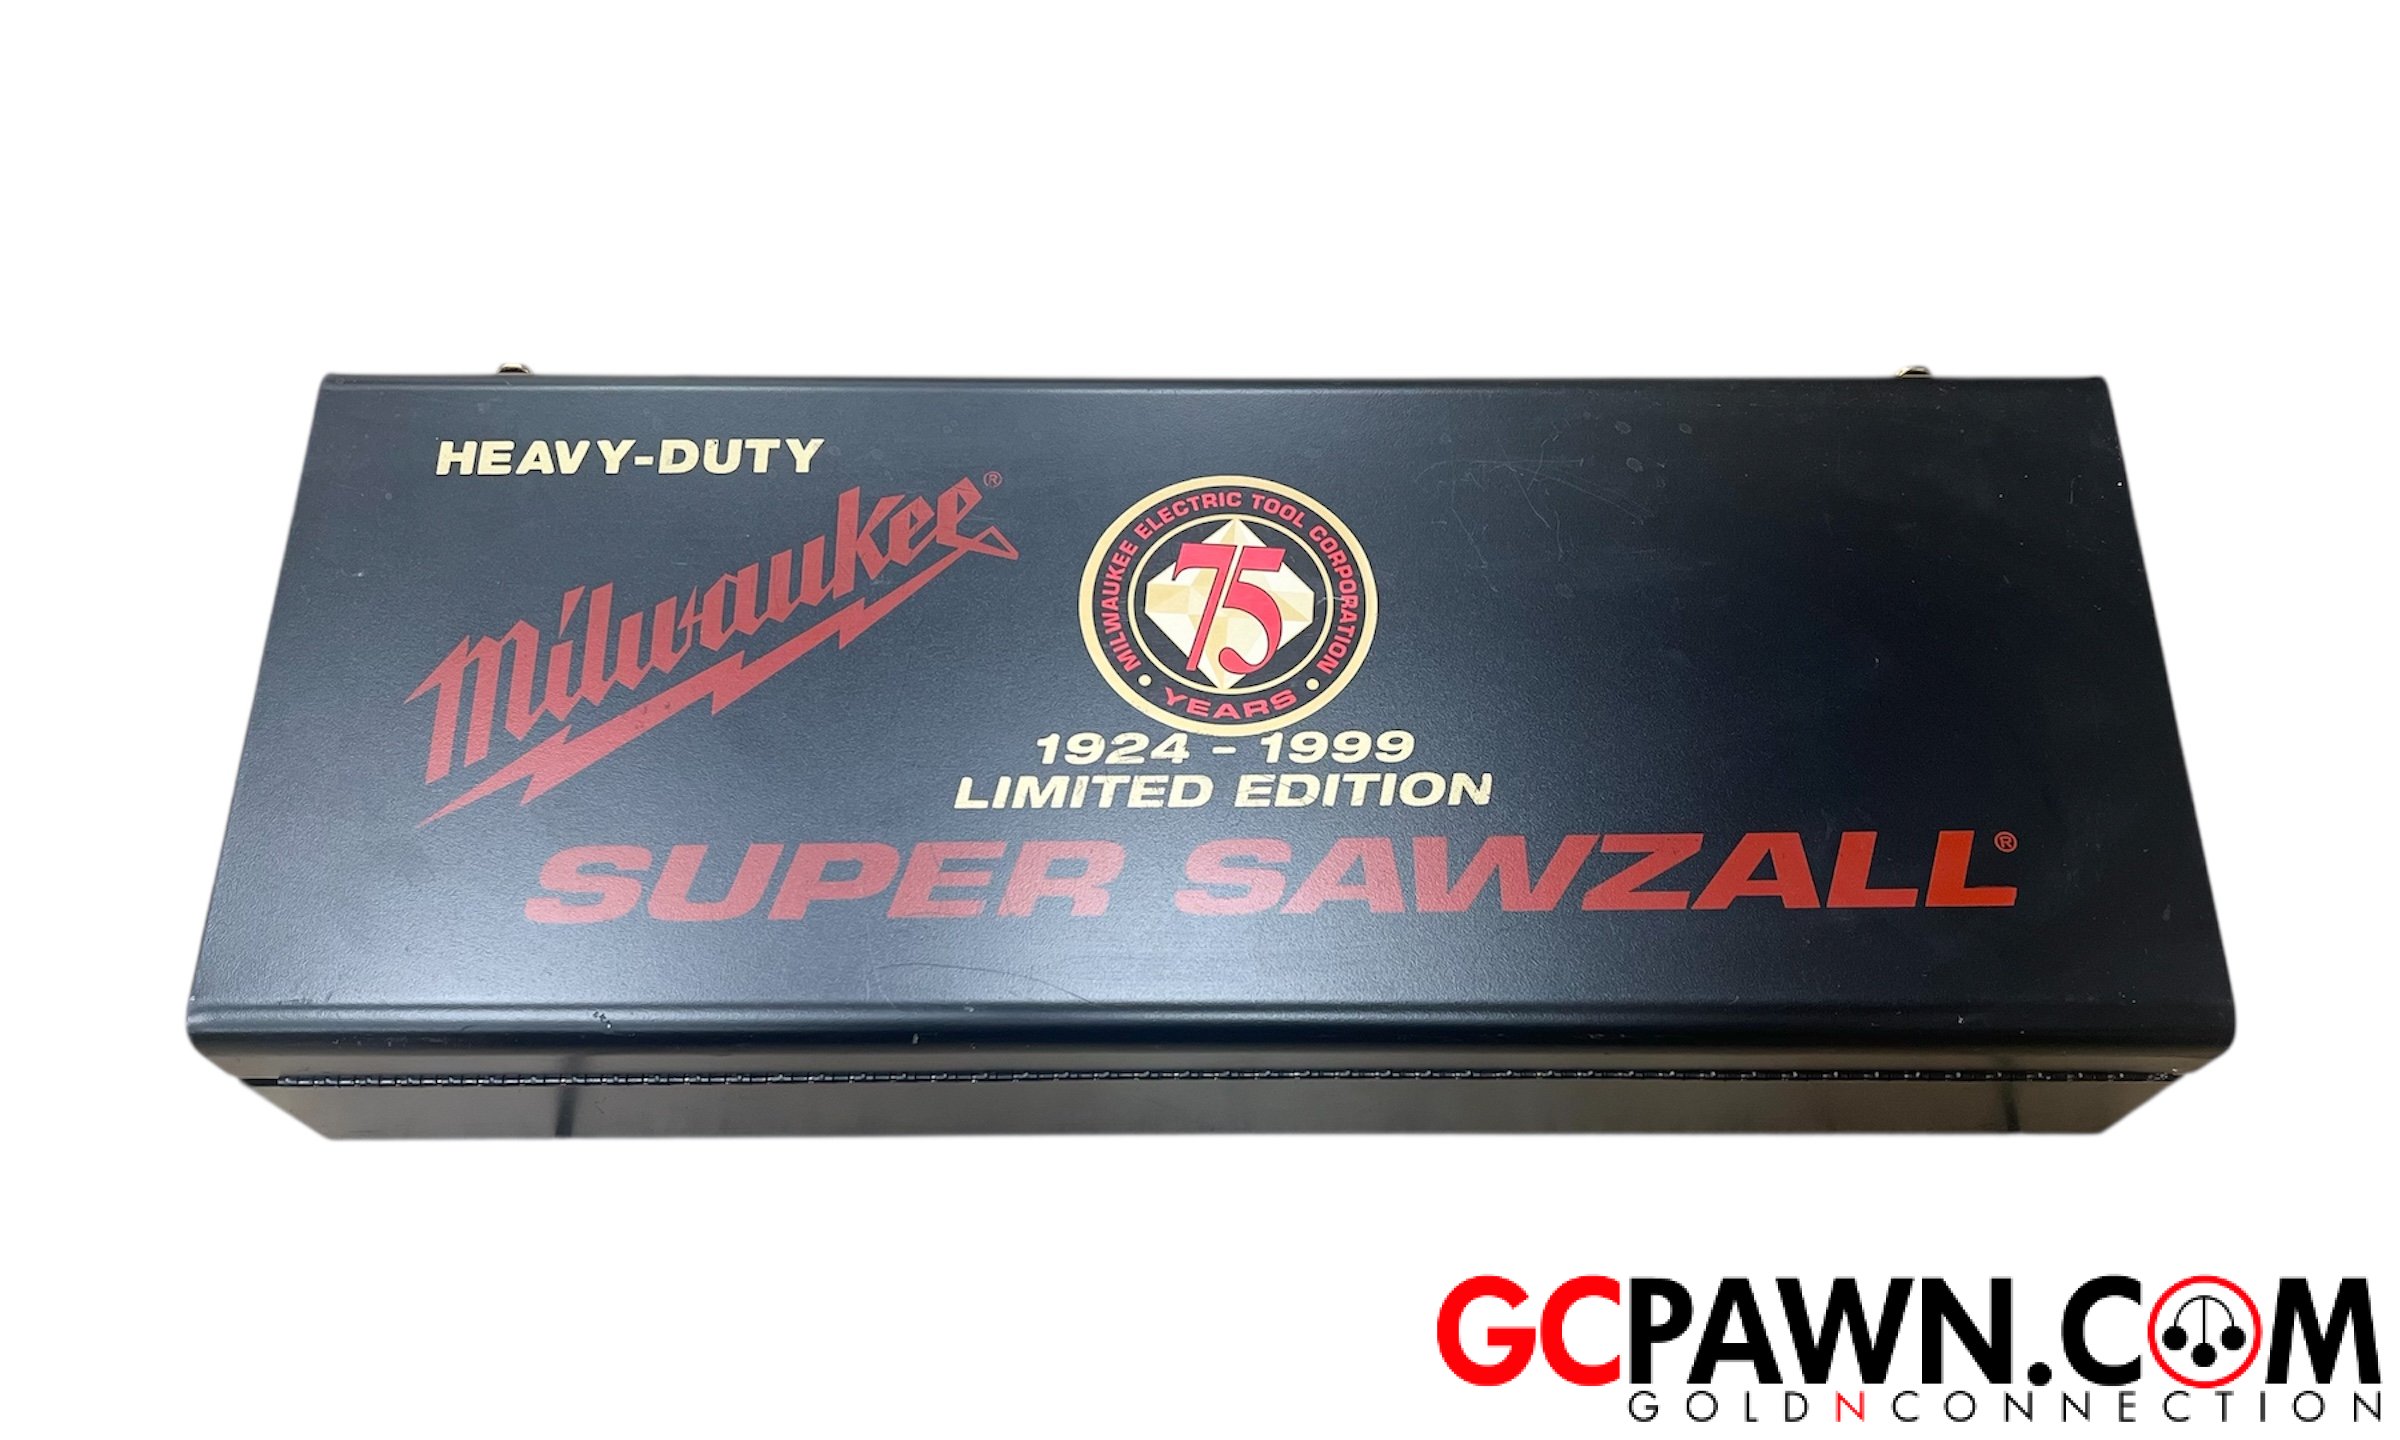 HEAVY-DUTY
Milwaukee®
MILWAUKEE ELECTRIC TOOL CORPORATION
75
• YEARS •
1924 - 1999
LIMITED EDITION
SUPER SAWZALL®
GCPAWN.COM
GOLDNCONNECTION